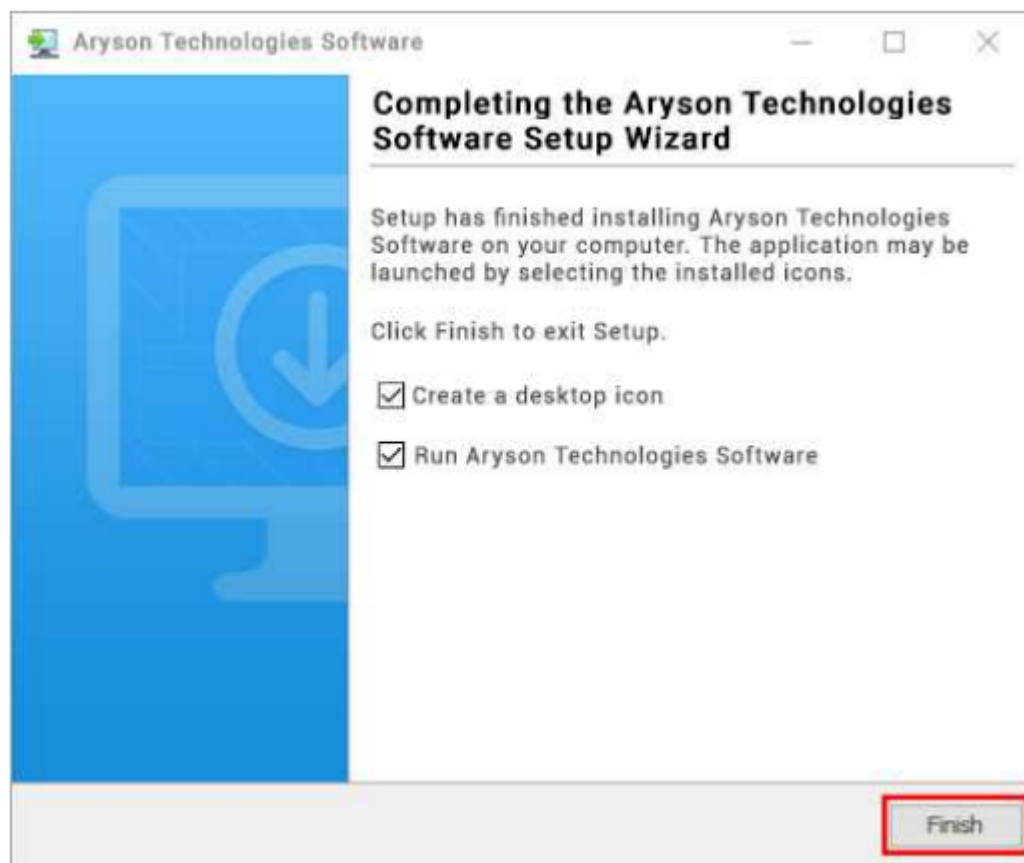 Aryson Technologies Software
Completing the Aryson Technologies
Software Setup Wizard
Setup has finished installing Aryson Technologies
Software on your computer. The application may be
launched by selecting the installed icons.
Click Finish to exit Setup.
Create a desktop icon
Run Aryson Technologies Software
Finish